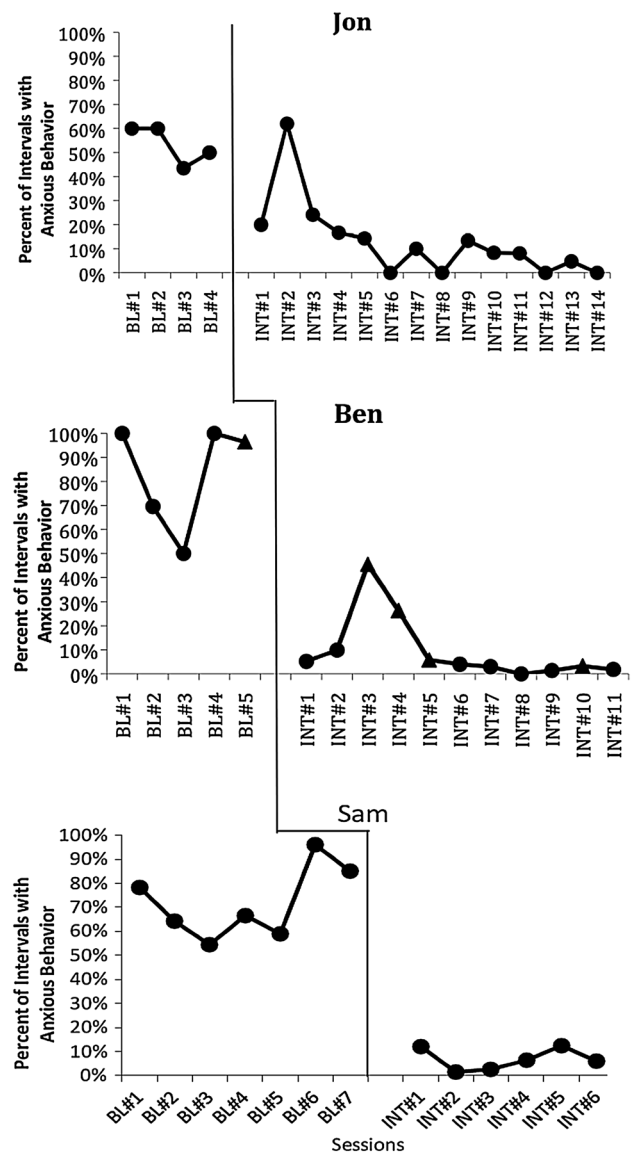 Jon
Percent of Intervals with
Anxious Behavior
100%
90%
80%
70%
60%
50%
40%
30%
20%
10%
0%
BL#1 BL#2 BL#3 BL#4 INT#1 INT#2 INT#3 INT#4 INT#5 INT#6 INT#7 INT#8 INT#9 INT#10 INT#11 INT#12 INT#13 INT#14
Ben
Percent of Intervals with
Anxious Behavior
100%
90%
80%
70%
60%
50%
40%
30%
20%
10%
0%
BL#1 BL#2 BL#3 BL#4 BL#5 INT#1 INT#2 INT#3 INT#4 INT#5 INT#6 INT#7 INT#8 INT#9 INT#10 INT#11
Sam
Percent of Intervals with
Anxious Behavior
100%
90%
80%
70%
60%
50%
40%
30%
20%
10%
0%
BL#1 BL#2 BL#3 BL#4 BL#5 BL#6 BL#7 INT#1 INT#2 INT#3 INT#4 INT#5 INT#6
Sessions